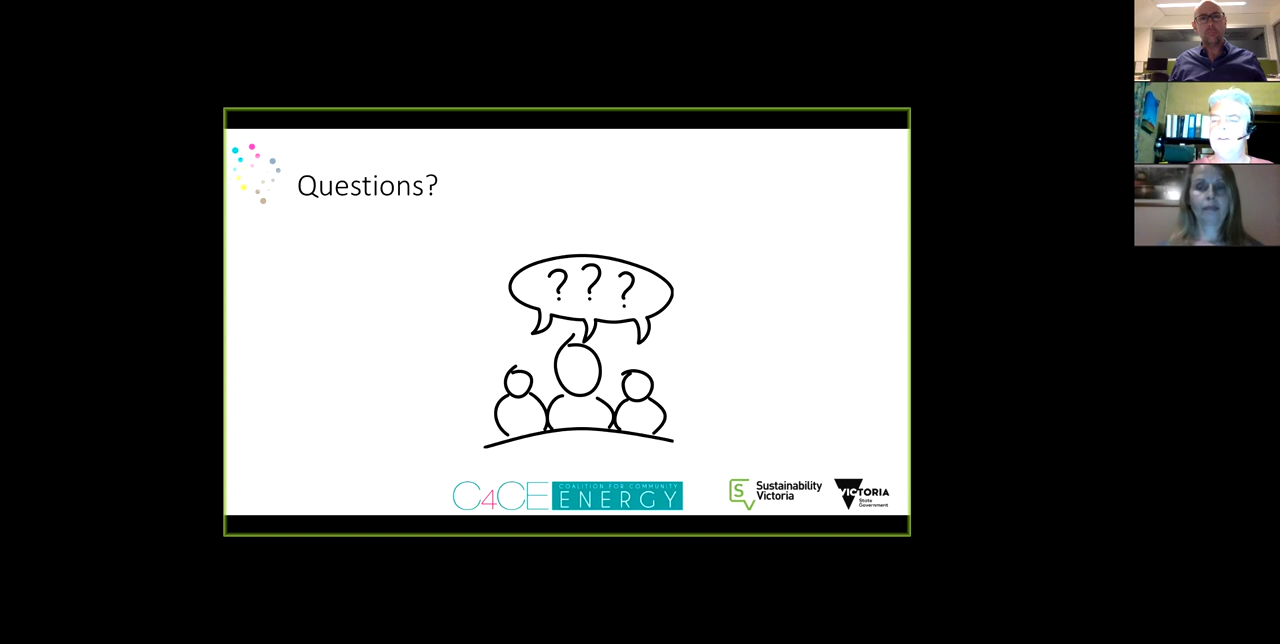 Questions?
? ? ?
C4CE
COALITION FOR COMMUNITY
ENERGY
S
Sustainability
Victoria
VICTORIA
State
Government